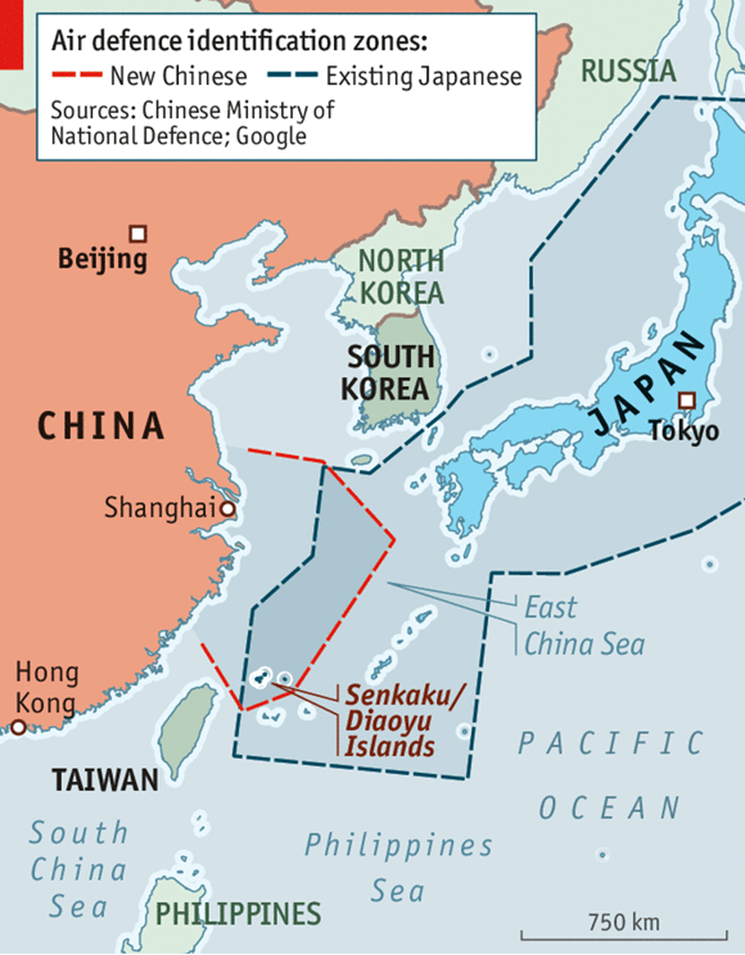 Air defence identification zones:
New Chinese Existing Japanese
Sources: Chinese Ministry of
National Defence; Google
RUSSIA
Beijing
NORTH
KOREA
SOUTH
KOREA
JAPAN
Tokyo
CHINA
Shanghai
East
China Sea
Hong
Kong
Senkaku/
Diaoyu
Islands
TAIWAN
PACIFIC
OCEAN
South
China
Sea
Philippines
Sea
PHILIPPINES
750 km